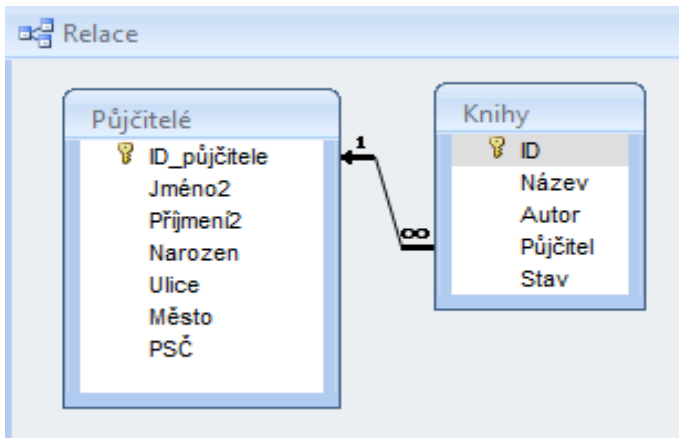 Relace
Půjčitelé
ID_půjčitele
Jméno2
Příjmení2
Narozen
Ulice
Město
PSČ
1
∞
Knihy
ID
Název
Autor
Půjčitel
Stav